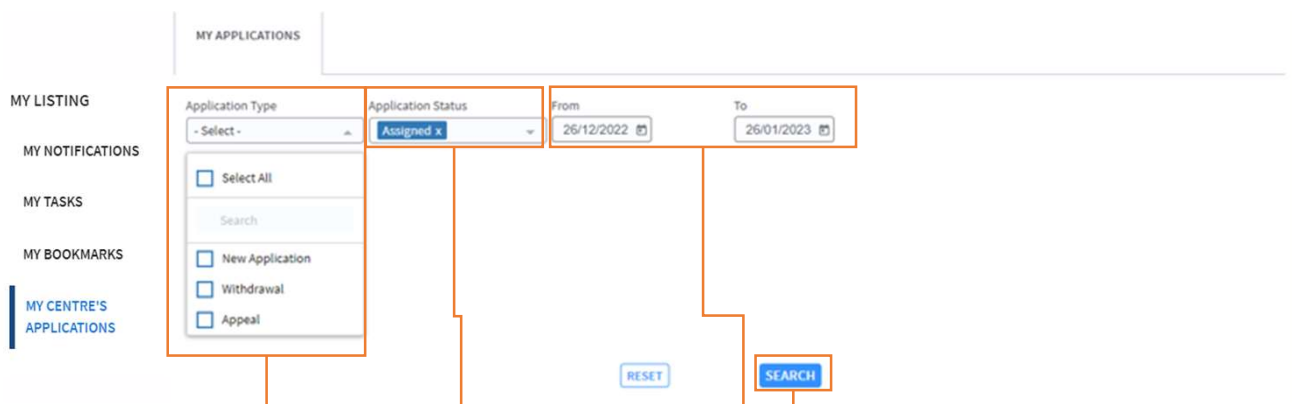 MY APPLICATIONS
MY LISTING
MY NOTIFICATIONS
MY TASKS
MY BOOKMARKS
MY CENTRE'S
APPLICATIONS
Application Type
- Select -
Select All
Search
New Application
Withdrawal
Appeal
Application Status
Assigned x
From
26/12/2022
To
26/01/2023
RESET
SEARCH